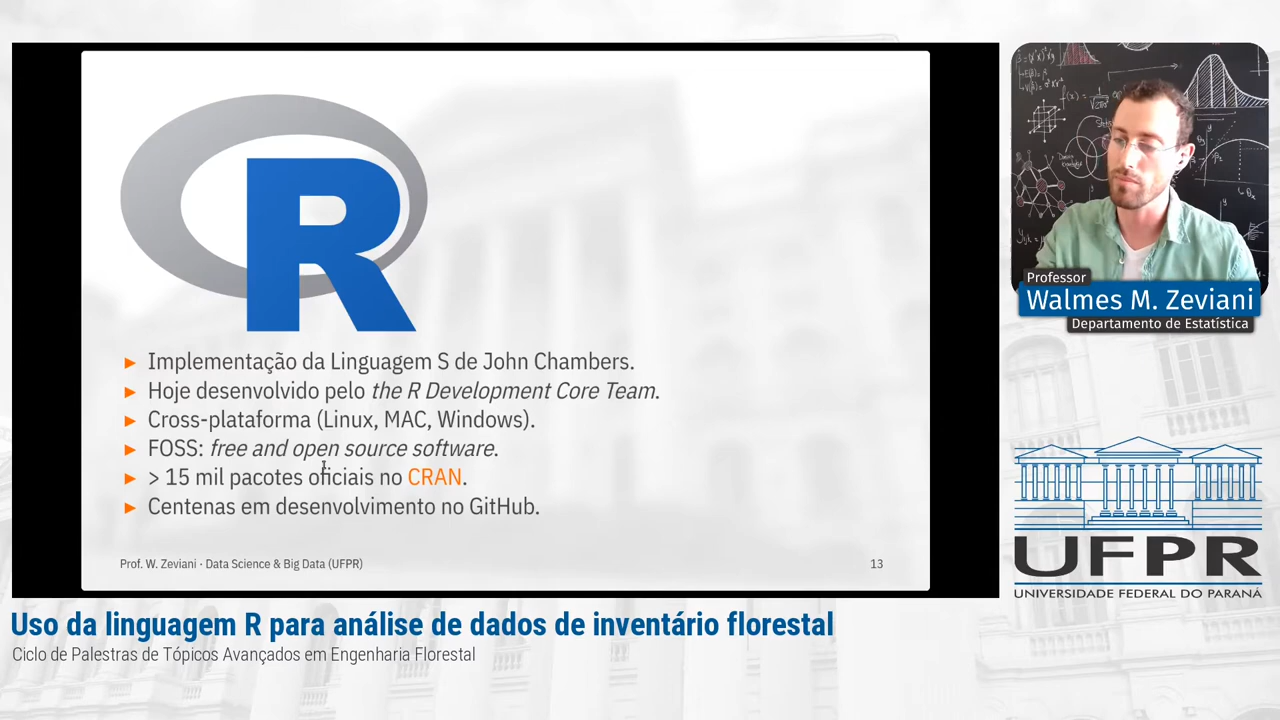 R
Implementação da Linguagem S de John Chambers.
Hoje desenvolvido pelo the R Development Core Team.
Cross-plataforma (Linux, MAC, Windows).
FOSS: free and open source software.
> 15 mil pacotes oficiais no CRAN.
Centenas em desenvolvimento no GitHub.
Prof. W. Zeviani - Data Science & Big Data (UFPR)
13
Professor
Walmes M. Zeviani
Departamento de Estatística
UFPR
UNIVERSIDADE FEDERAL DO PARANÁ
Uso da linguagem R para análise de dados de inventário florestal
Ciclo de Palestras de Tópicos Avançados em Engenharia Florestal